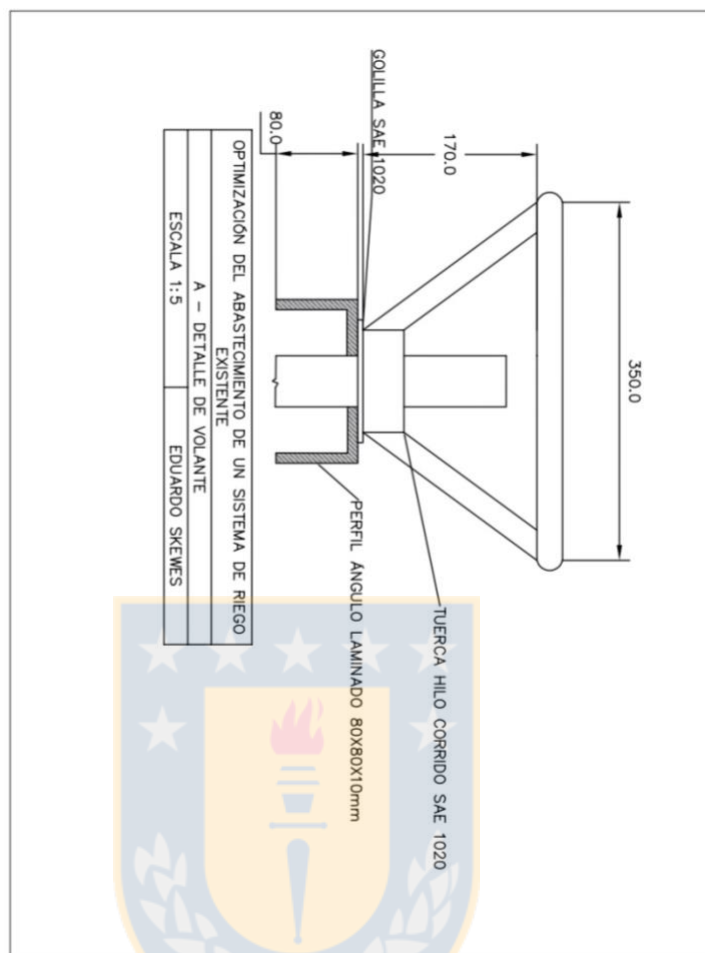 350.0
170.0
GOLILLA SAE 1020
80.0
TUERCA HILO CORRIDO SAE 1020
PERFIL ÁNGULO LAMINADO 80X80X10mm
OPTIMIZACIÓN DEL ABASTECIMIENTO DE UN SISTEMA DE RIEGO
EXISTENTE
A – DETALLE DE VOLANTE
ESCALA 1:5
EDUARDO SKEWES